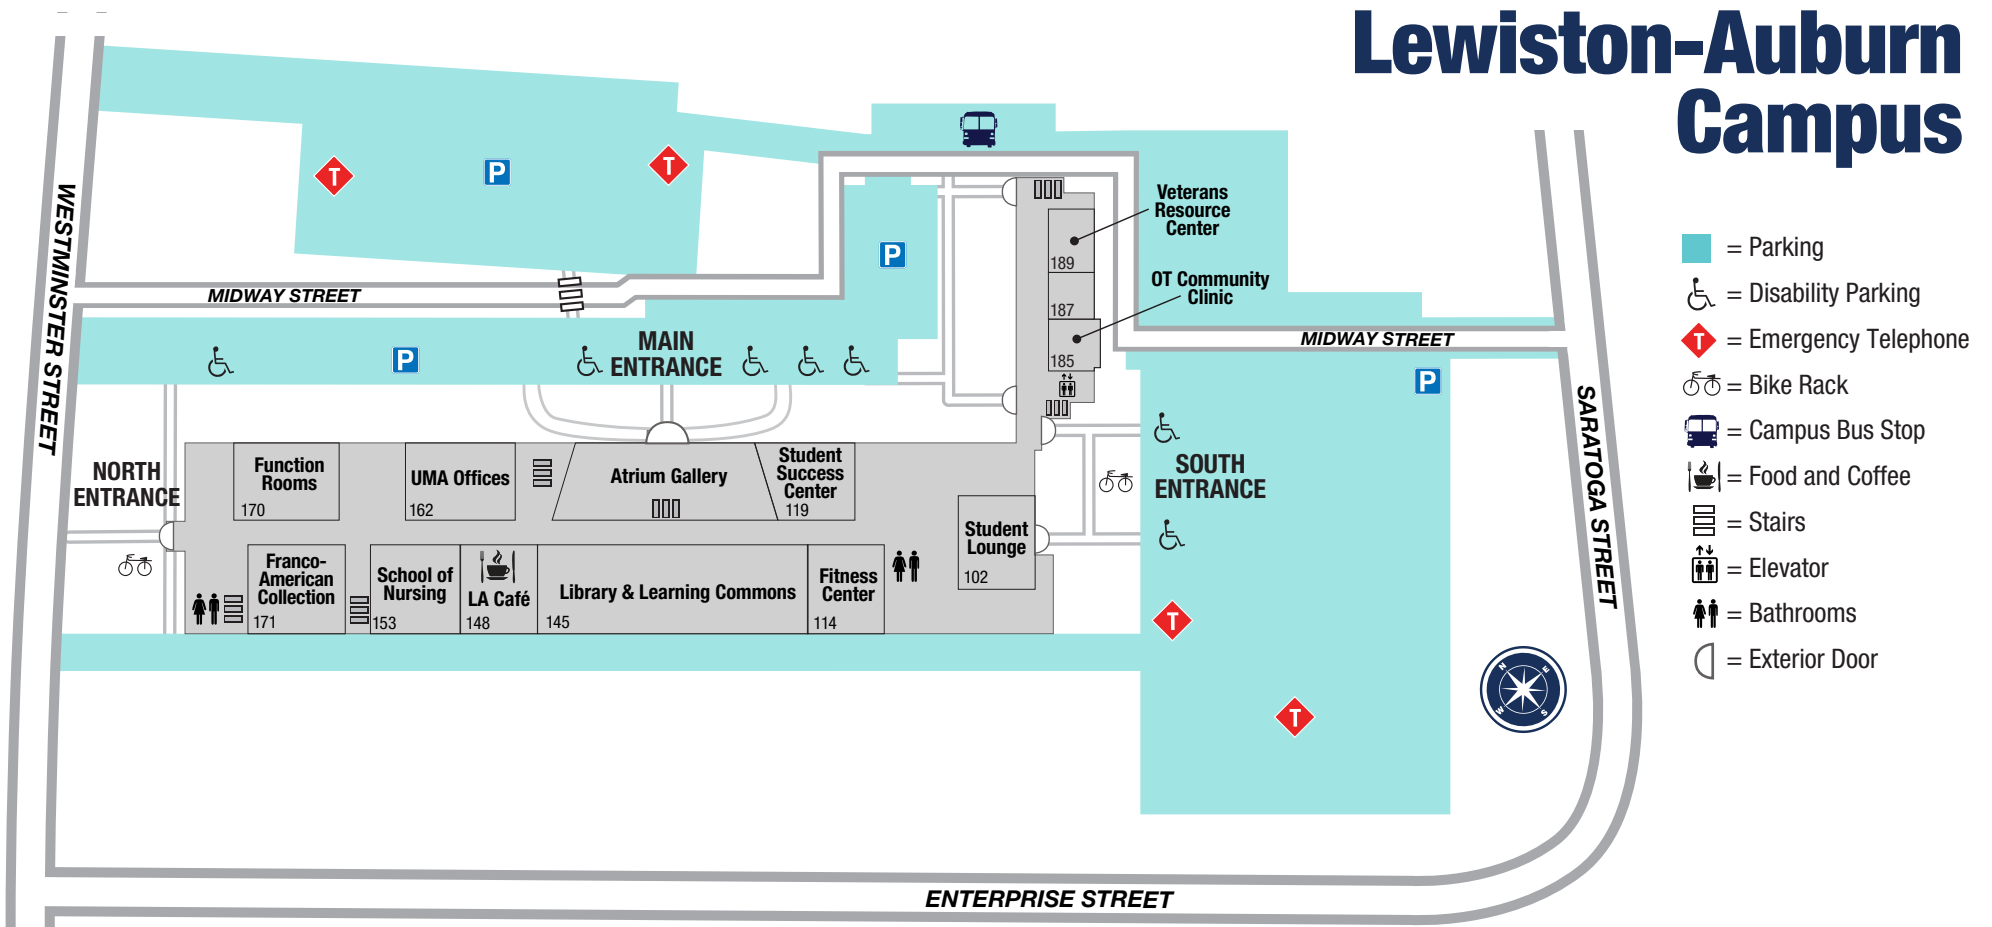 Lewiston-Auburn
Campus
WESTMINSTER STREET
T
P
T
Veterans
Resource
Center
189
P
OT Community
Clinic
187
185
MIDWAY STREET
MAIN
ENTRANCE
P
MIDWAY STREET
P
SARATOGA STREET
NORTH
ENTRANCE
Function
Rooms
170
UMA Offices
162
Atrium Gallery
Student
Success
Center
119
SOUTH
ENTRANCE
Student
Lounge
102
Franco-
American
Collection
171
School of
Nursing
153
LA Café
148
Library & Learning Commons
145
Fitness
Center
114
T
T
N
E
W
S
ENTERPRISE STREET
= Parking
= Disability Parking
T = Emergency Telephone
= Bike Rack
= Campus Bus Stop
= Food and Coffee
= Stairs
= Elevator
= Bathrooms
= Exterior Door